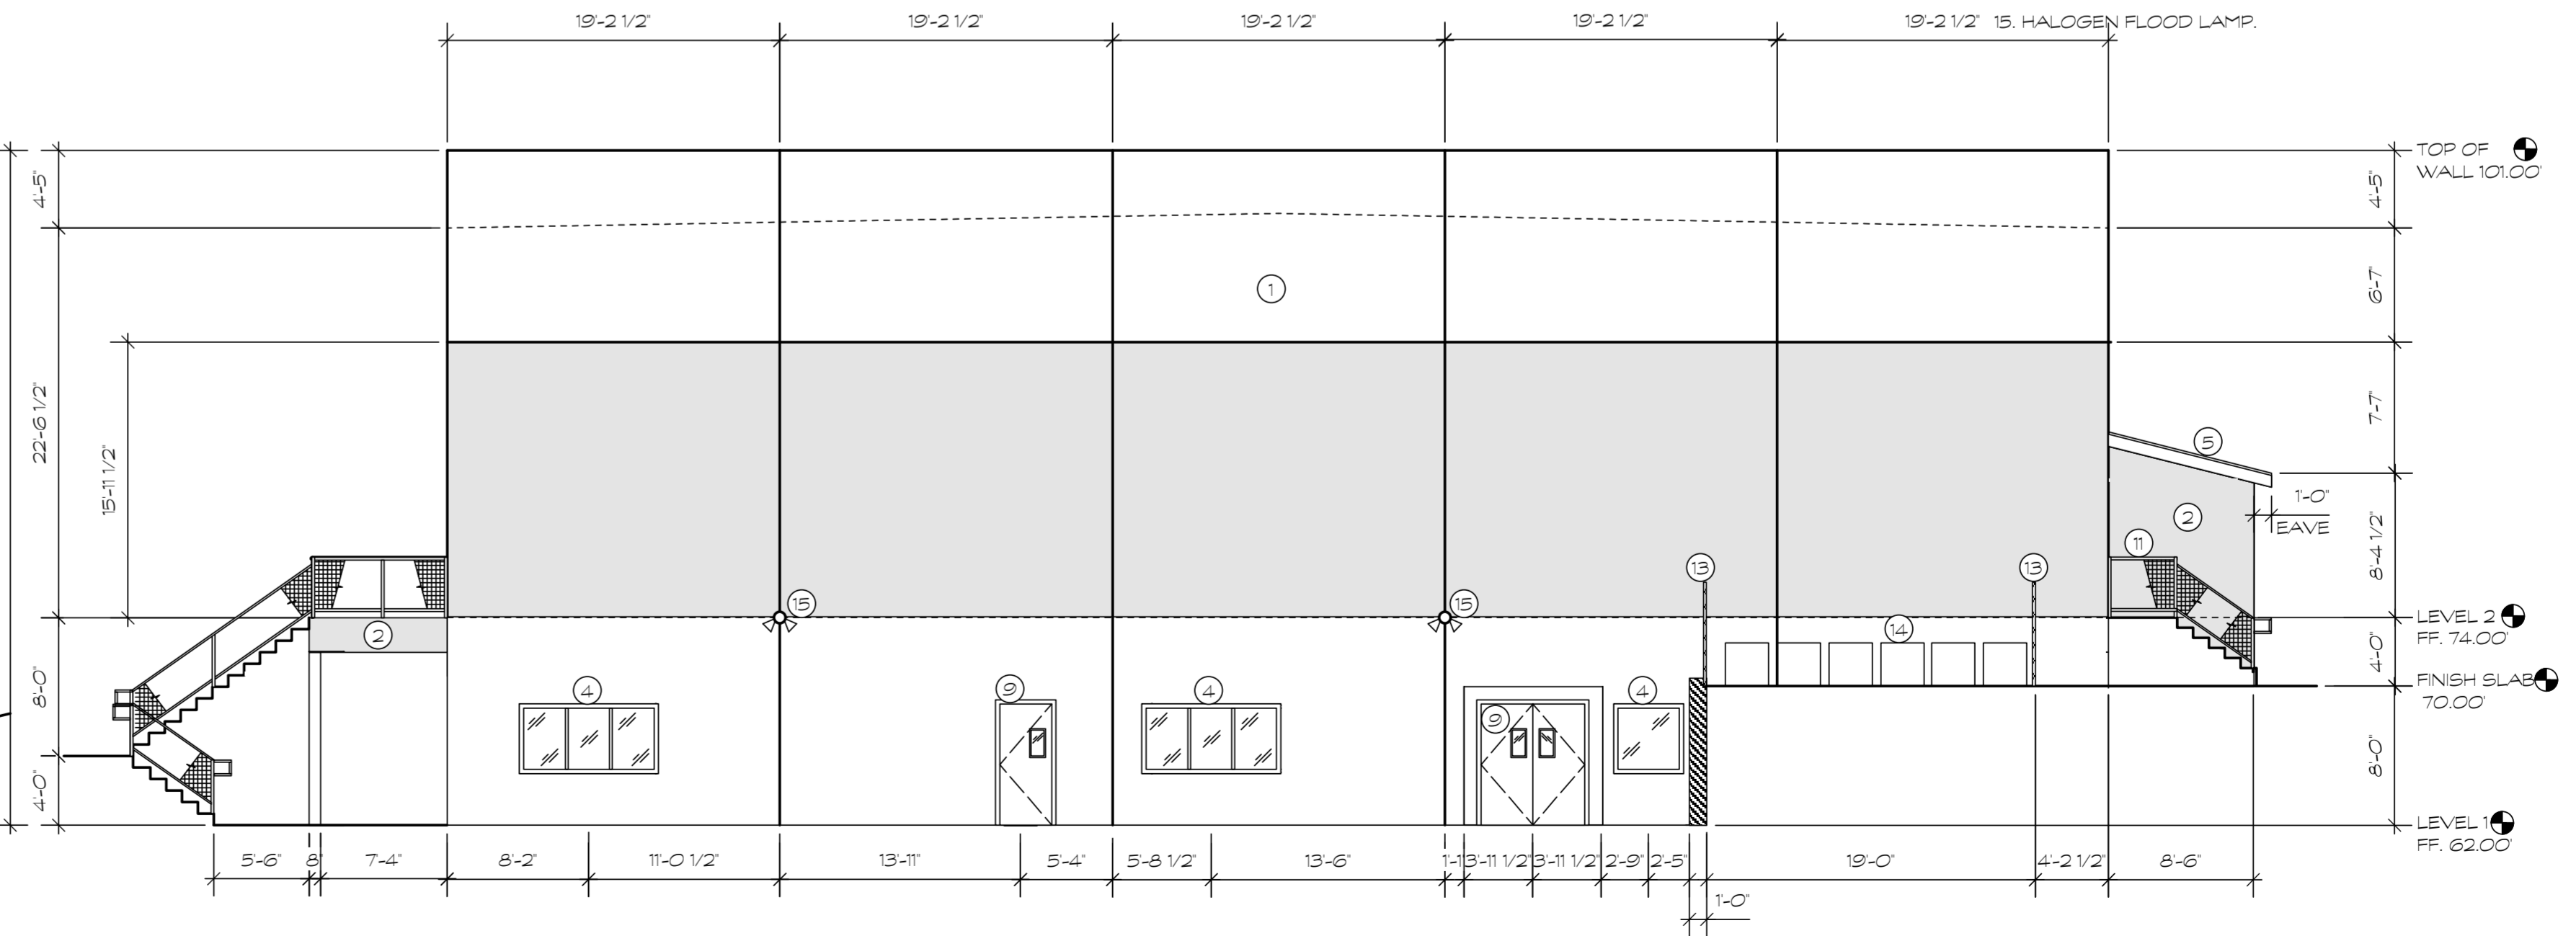 19'-2 1/2" 19'-2 1/2" 19'-2 1/2" 19'-2 1/2" 19'-2 1/2" 15. HALOGEN FLOOD LAMP.
TOP OF
WALL 101.00'
4'-5" 4'-5"
1 6'-7"
22'-6 1/2" 7'-7"
15'-11 1/2"
5
2 1'-0"
EAVE
11 8'-4 1/2"
13 13
15 15
LEVEL 2
FF. 74.00'
2 14 4'-0"
8'-0"
FINISH SLAB
70.00'
4 9 4 9 4
4'-0" 8'-0"
LEVEL 1
FF. 62.00'
5'-6" 8" 7'-4" 8'-2" 11'-0 1/2" 13'-11" 5'-4" 5'-8 1/2" 13'-6" 1'-1" 3'-11 1/2" 3'-11 1/2" 2'-9" 2'-5" 19'-0" 4'-2 1/2" 8'-6"
1'-0"